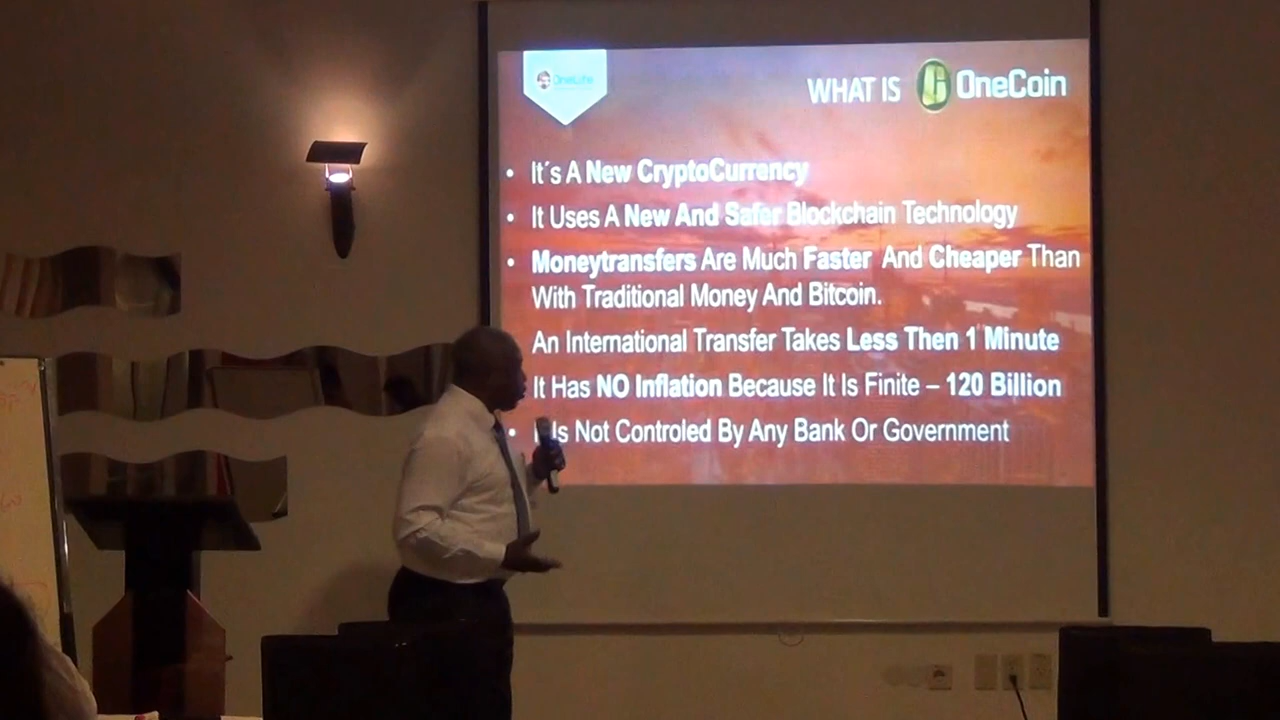 OneLife
WHAT IS OneCoin
• It´s A New CryptoCurrency
• It Uses A New And Safer Blockchain Technology
• Moneytransfers Are Much Faster And Cheaper Than
With Traditional Money And Bitcoin.
An International Transfer Takes Less Then 1 Minute
It Has NO Inflation Because It Is Finite – 120 Billion
• Is Not Controled By Any Bank Or Government